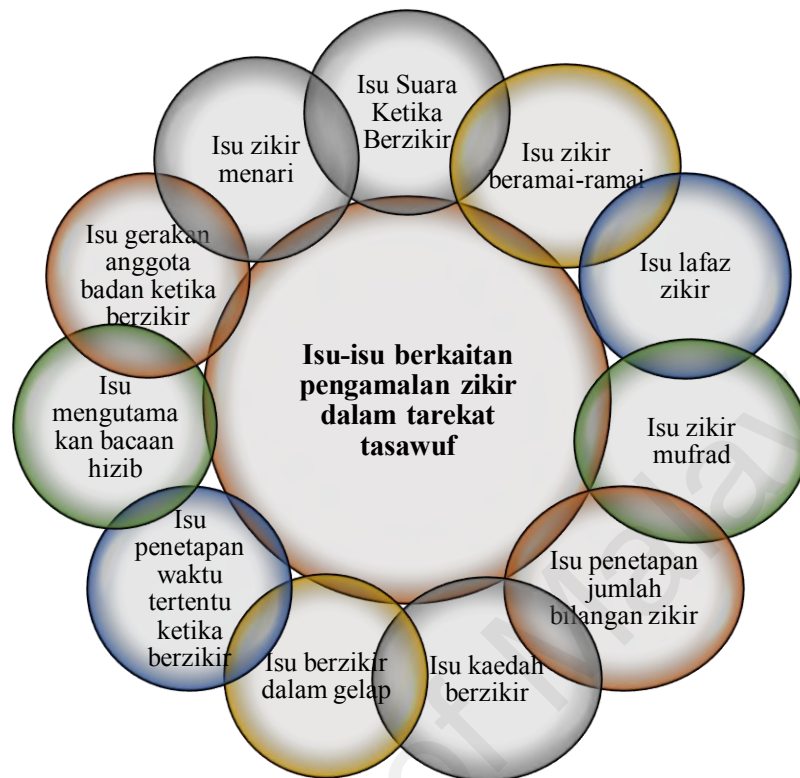 Isu Suara
Ketika
Berzikir
Isu zikir
beramai-ramai
Isu lafaz
zikir
Isu zikir
mufrad
Isu penetapan
jumlah
bilangan zikir
Isu kaedah
berzikir
Isu berzikir
dalam gelap
Isu
penetapan
waktu
tertentu
ketika
berzikir
Isu
mengutama
kan bacaan
hizib
Isu gerakan
anggota
badan ketika
berzikir
Isu zikir
menari
Isu-isu berkaitan
pengamalan zikir
dalam tarekat
tasawuf
of Malay